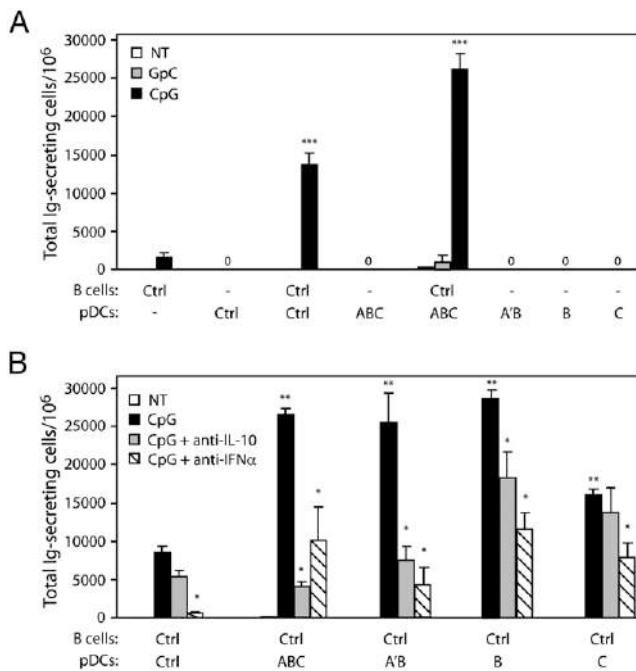 A
Total Ig-secreting cells/10⁶
30000
25000
20000
15000
10000
5000
0
NT
GpC
CpG
***
***
0 0 0 0 0
B cells: Ctrl - Ctrl - Ctrl - - -
pDCs: - Ctrl Ctrl ABC ABC A'B B C
B
Total Ig-secreting cells/10⁶
35000
30000
25000
20000
15000
10000
5000
0
NT
CpG
CpG + anti-IL-10
CpG + anti-IFNα
* ** * * ** * * ** * * ** *
B cells: Ctrl Ctrl Ctrl Ctrl Ctrl
pDCs: Ctrl ABC A'B B C